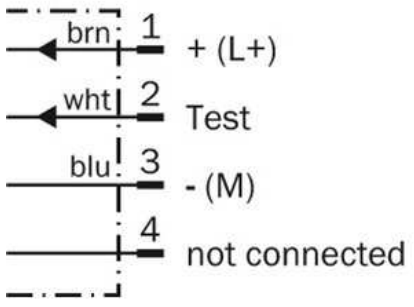 brn 1 + (L+)
wht 2 Test
blu 3 - (M)
4 not connected